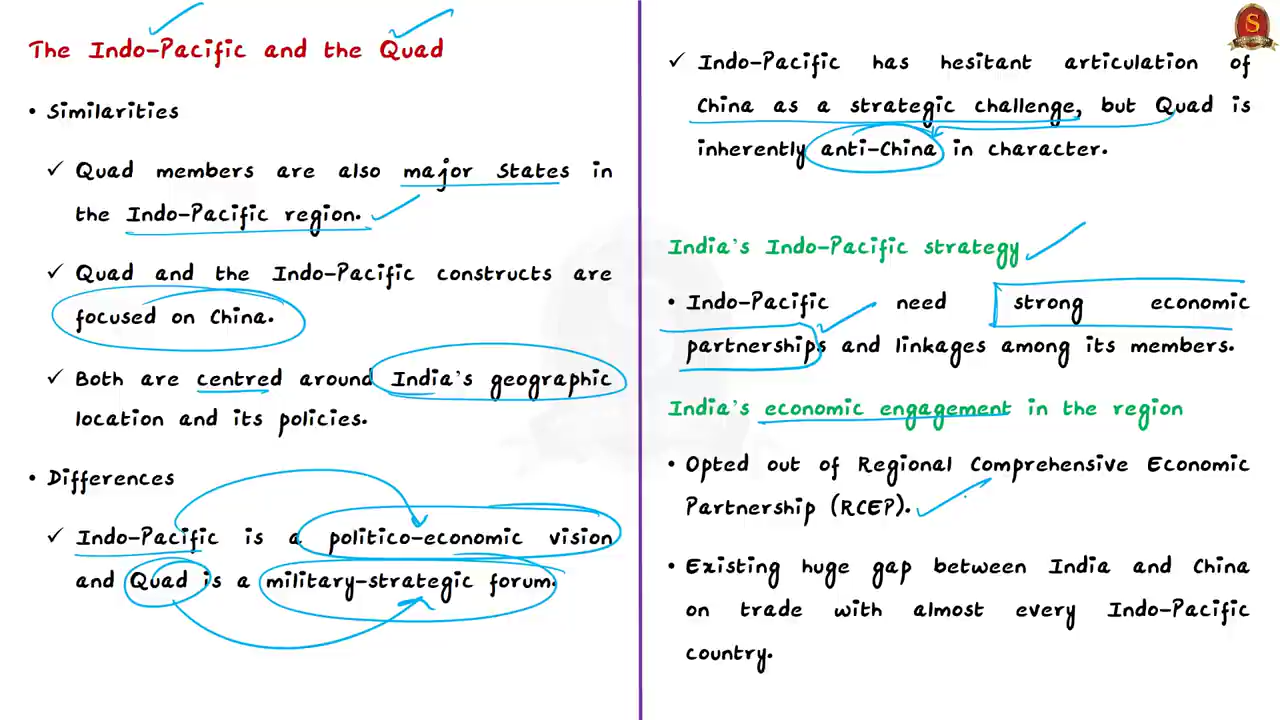 The Indo-Pacific and the Quad
• Similarities
✓ Quad members are also major States in
the Indo-Pacific region.
✓ Quad and the Indo-Pacific constructs are
focused on China.
✓ Both are centred around India's geographic
location and its policies.
• Differences
✓ Indo-Pacific is a politico-economic vision
and Quad is a military-strategic forum.
✓ Indo-Pacific has hesitant articulation of
China as a strategic challenge, but Quad is
inherently anti-China in character.
India's Indo-Pacific strategy
• Indo-Pacific need strong economic
partnerships and linkages among its members.
India's economic engagement in the region
• Opted out of Regional Comprehensive Economic
Partnership (RCEP).
• Existing huge gap between India and China
on trade with almost every Indo-Pacific
country.
S